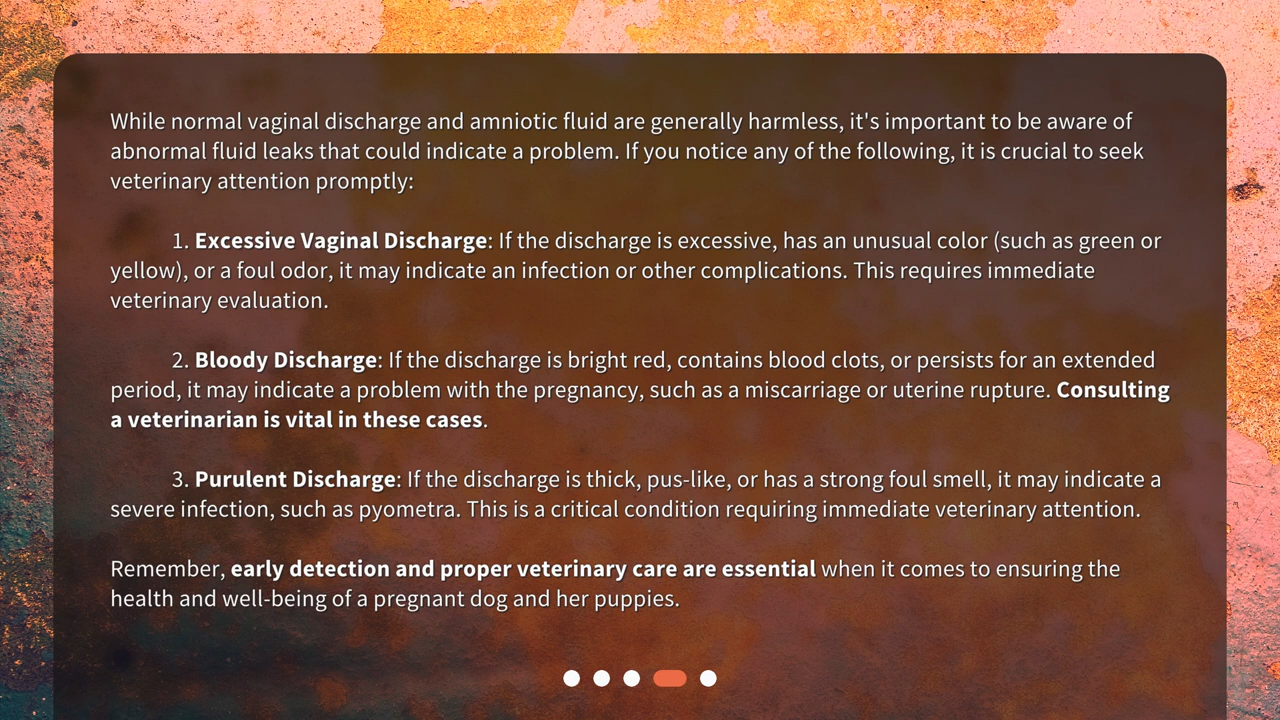 While normal vaginal discharge and amniotic fluid are generally harmless, it's important to be aware of
abnormal fluid leaks that could indicate a problem. If you notice any of the following, it is crucial to seek
veterinary attention promptly:
1. Excessive Vaginal Discharge: If the discharge is excessive, has an unusual color (such as green or
yellow), or a foul odor, it may indicate an infection or other complications. This requires immediate
veterinary evaluation.
2. Bloody Discharge: If the discharge is bright red, contains blood clots, or persists for an extended
period, it may indicate a problem with the pregnancy, such as a miscarriage or uterine rupture. Consulting
a veterinarian is vital in these cases.
3. Purulent Discharge: If the discharge is thick, pus-like, or has a strong foul smell, it may indicate a
severe infection, such as pyometra. This is a critical condition requiring immediate veterinary attention.
Remember, early detection and proper veterinary care are essential when it comes to ensuring the
health and well-being of a pregnant dog and her puppies.